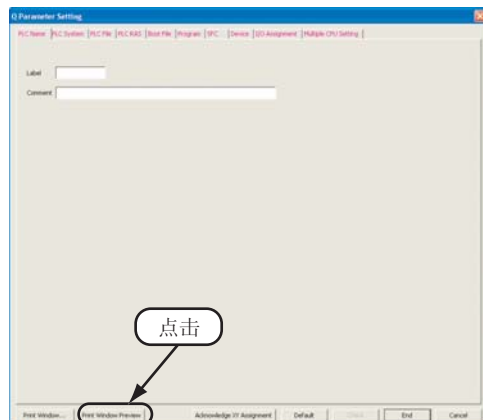 Q Parameter Setting
PLC Name PLC System PLC File PLC RAS Boot File Program SFC Device I/O Assignment Multiple CPU Setting
Label
Comment
点击
Print Window... Print Window Preview Acknowledge XY Assignment Default Check End Cancel